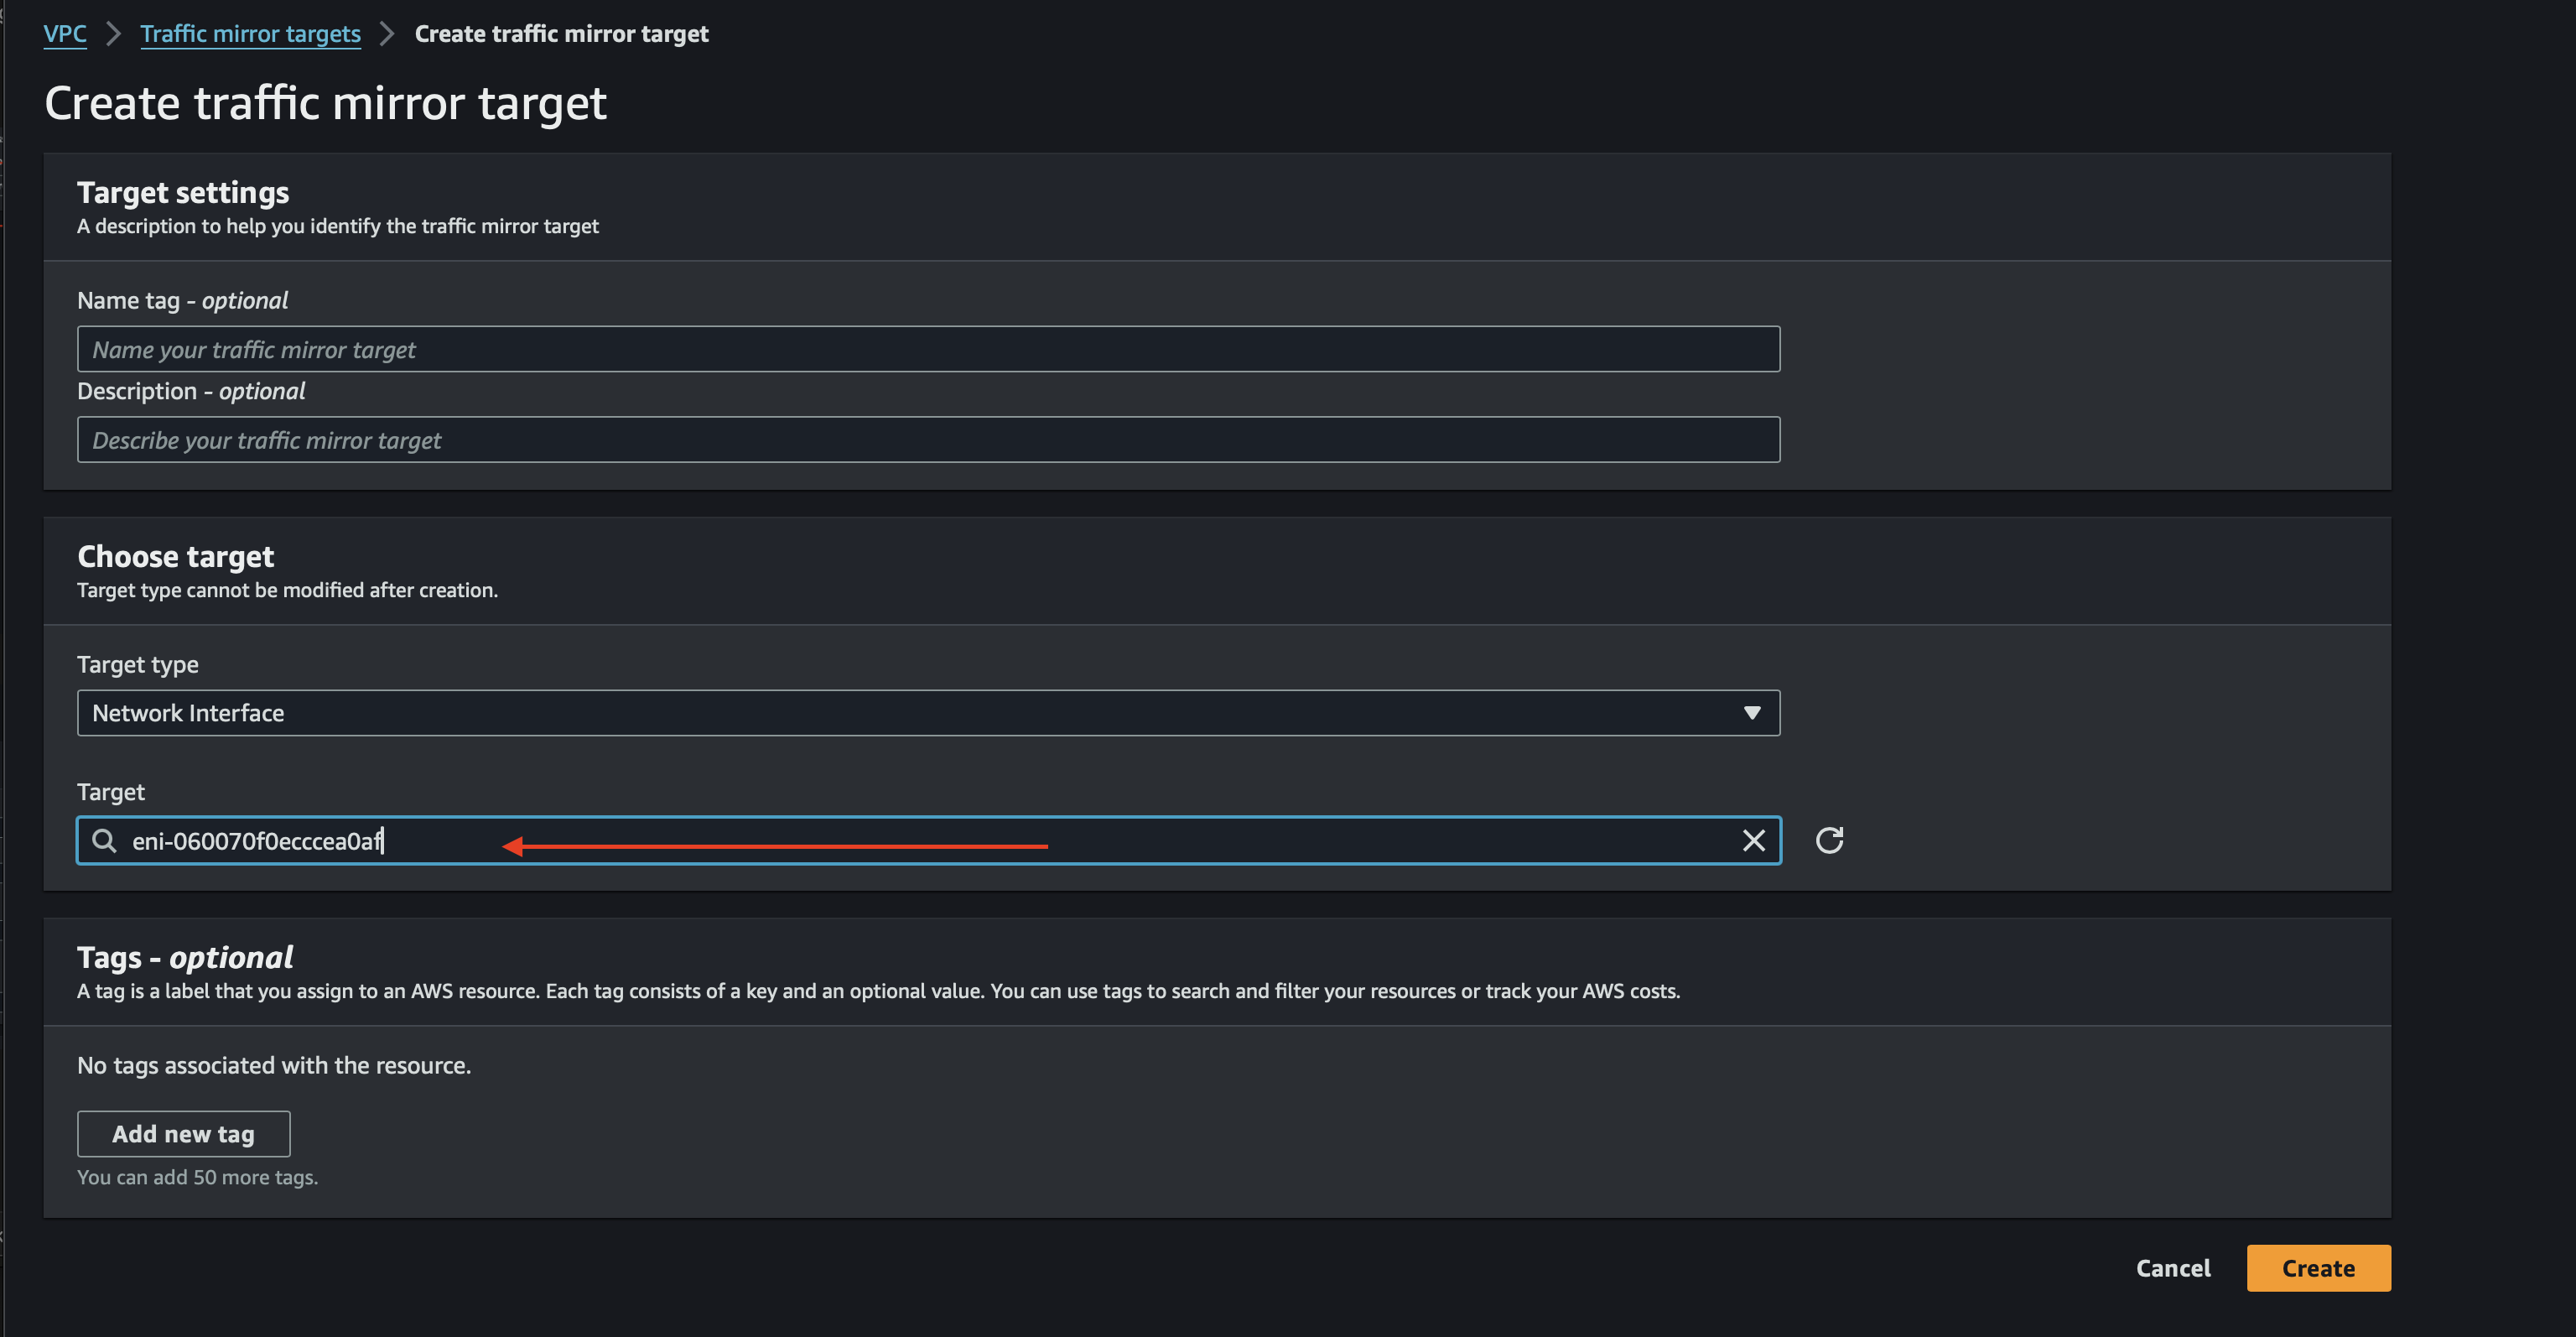 VPC > Traffic mirror targets > Create traffic mirror target
Create traffic mirror target
Target settings
A description to help you identify the traffic mirror target
Name tag - optional
Name your traffic mirror target
Description - optional
Describe your traffic mirror target
Choose target
Target type cannot be modified after creation.
Target type
Network Interface
Target
eni-060070f0ecccea0af
Tags - optional
A tag is a label that you assign to an AWS resource. Each tag consists of a key and an optional value. You can use tags to search and filter your resources or track your AWS costs.
No tags associated with the resource.
Add new tag
You can add 50 more tags.
Cancel Create